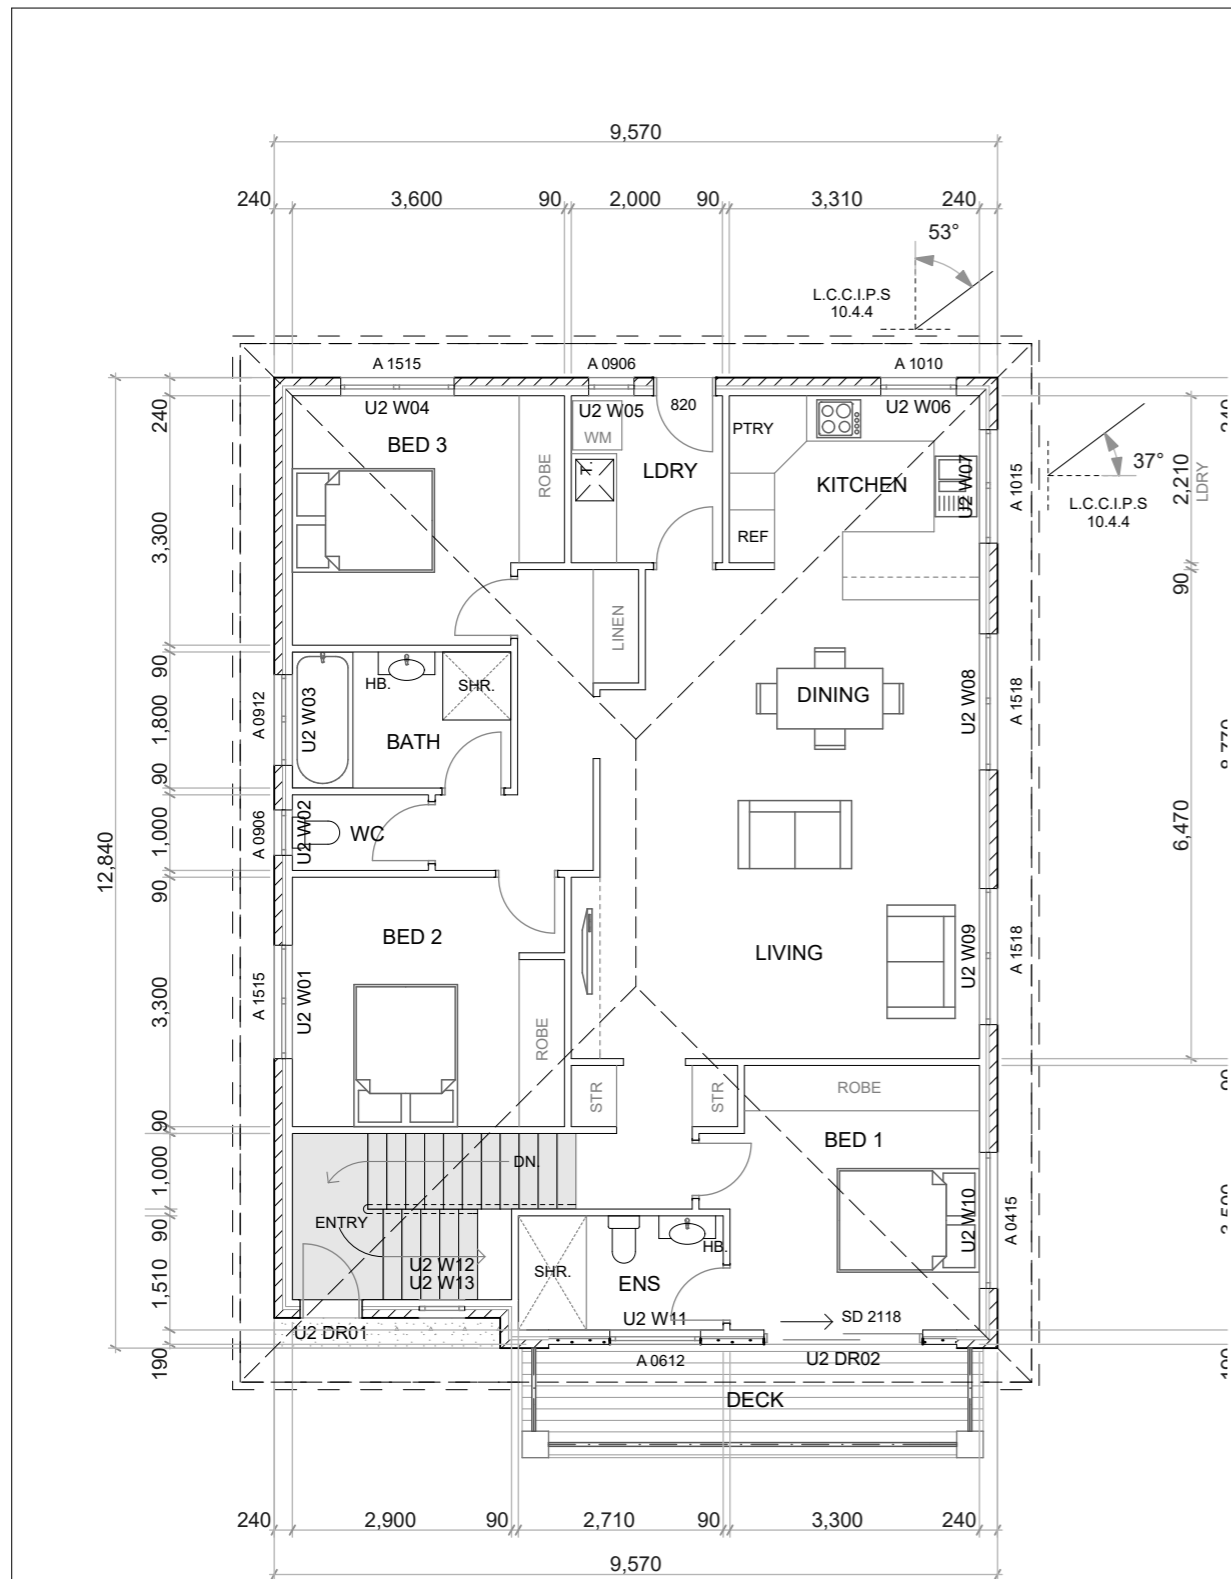 9,570
240 3,600 90 2,000 90 3,310 240
53°
L.C.C.I.P.S
10.4.4
A 1515 A 0906 A 1010
U2 W04 U2 W05 820 U2 W06
240
BED 3
ROBE
WM
T.
LDRY
PTRY
REF
KITCHEN
U2 W07
A 1015
37°
L.C.C.I.P.S
10.4.4
240
2,210
LDRY
90
3,300
LINEN
90
A 0912
U2 W03
HB.
SHR.
BATH
1,800
DINING
U2 W08
A 1518
8,770
90
1,000
A 0906
U2 W02
WC
12,840
6,470
90
BED 2
LIVING
U2 W09
A 1518
3,300
A 1515
U2 W01
ROBE
STR
STR
ROBE
90
90
BED 1
1,000
DN.
ENTRY
90
U2 W10
A 0415
1,510
U2 W12
U2 W13
SHR.
ENS
HB.
U2 W11
SD 2118
U2 DR01
190
A 0612
U2 DR02
190
DECK
240 2,900 90 2,710 90 3,300 240
9,570